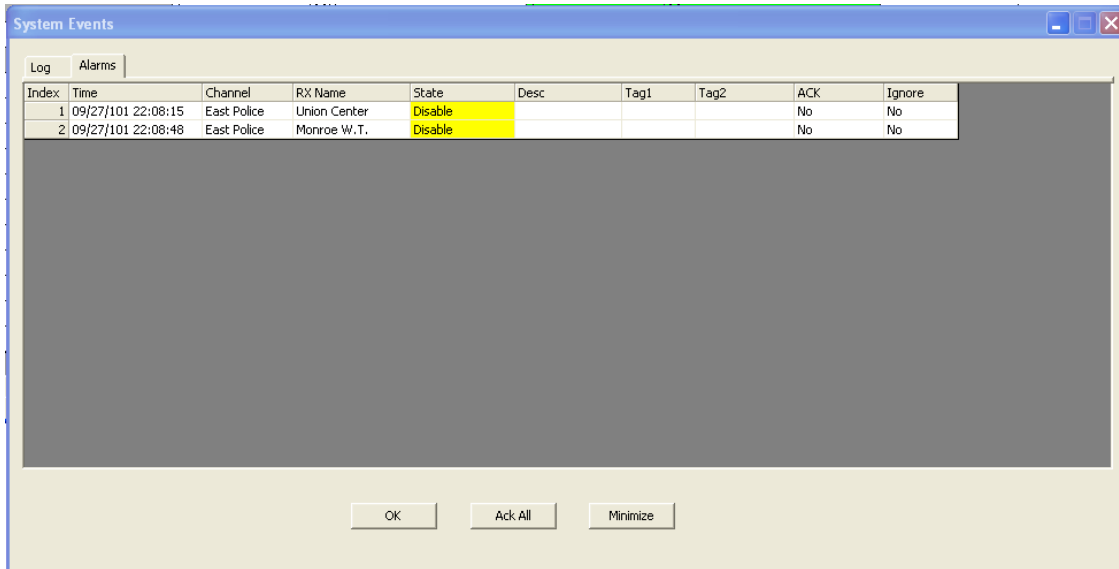 System Events
Log Alarms
Index Time Channel RX Name State Desc Tag1 Tag2 ACK Ignore
1 09/27/101 22:08:15 East Police Union Center Disable No No
2 09/27/101 22:08:48 East Police Monroe W.T. Disable No No
OK Ack All Minimize